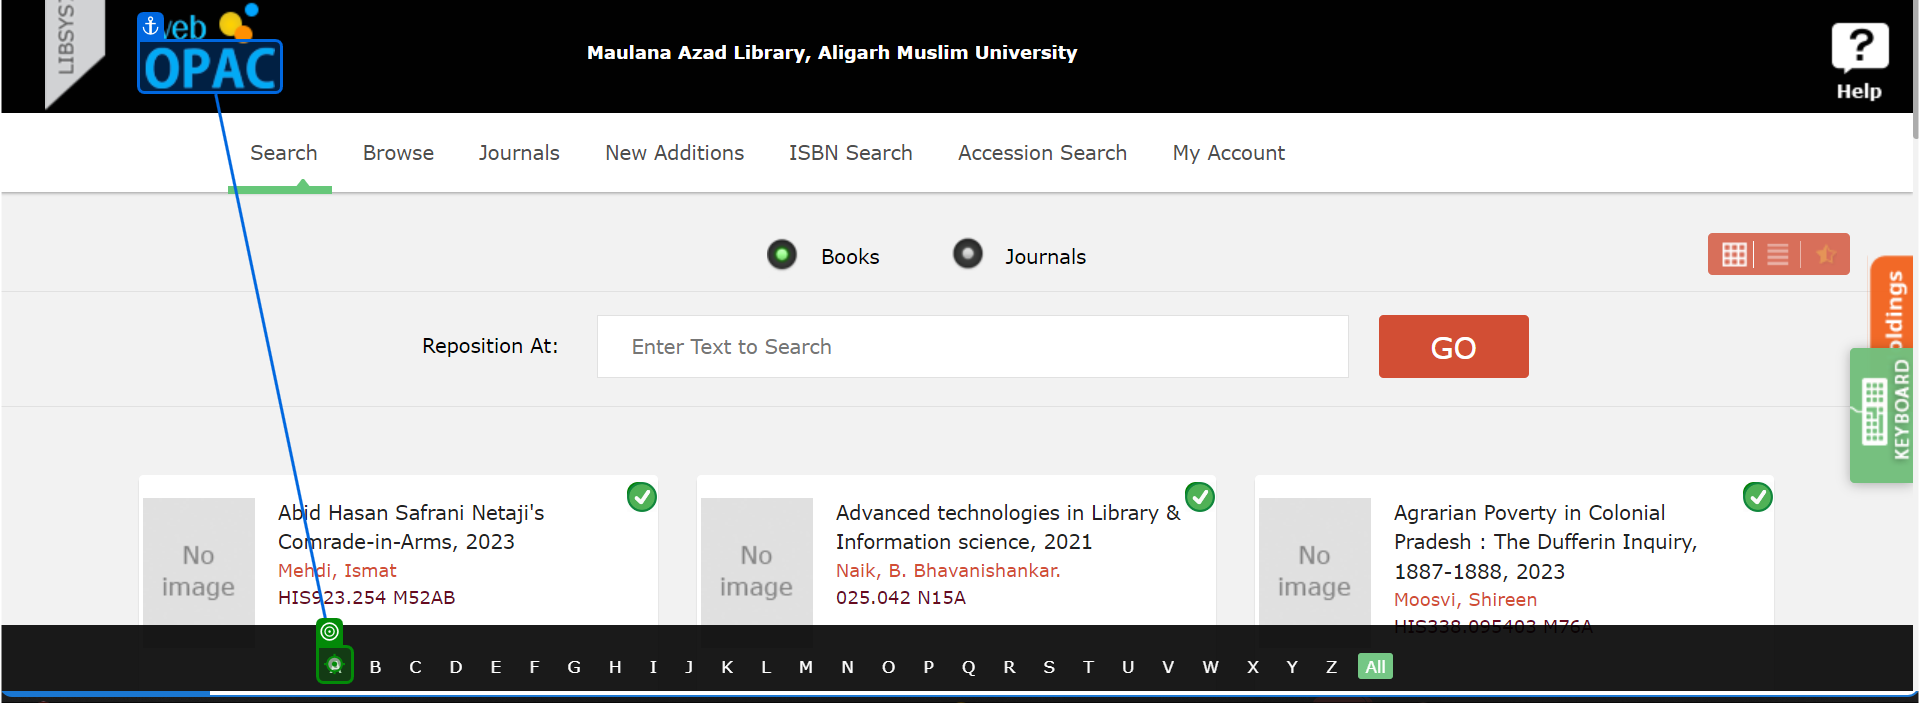 LIBSYS
web
OPAC
Maulana Azad Library, Aligarh Muslim University
?
Help
Search Browse Journals New Additions ISBN Search Accession Search My Account
Books Journals
Reposition At: Enter Text to Search GO
oldings
KEYBOARD
No image
Abid Hasan Safrani Netaji's
Comrade-in-Arms, 2023
Mehdi, Ismat
HIS923.254 M52AB
No image
Advanced technologies in Library &
Information science, 2021
Naik, B. Bhavanishankar.
025.042 N15A
No image
Agrarian Poverty in Colonial
Pradesh : The Dufferin Inquiry,
1887-1888, 2023
Moosvi, Shireen
HIS338.095403 M76A
B C D E F G H I J K L M N O P Q R S T U V W X Y Z All